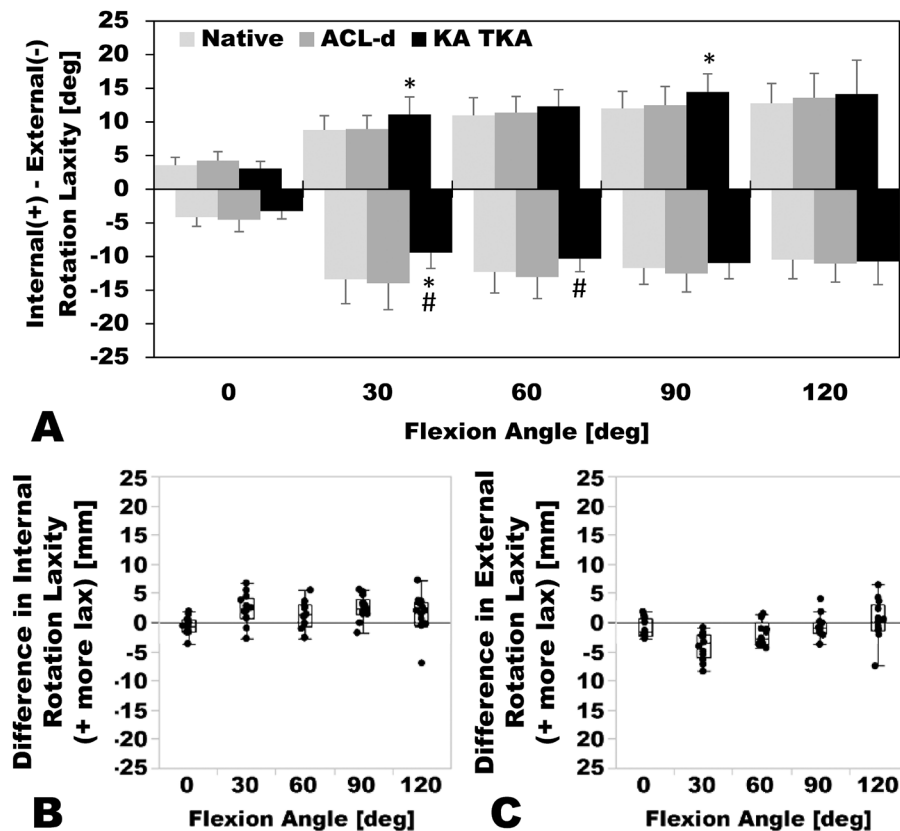 Internal(+) - External(-)
Rotation Laxity [deg]
25
20
15
10
5
0
-5
-10
-15
-20
-25
Native ACL-d KA TKA
*
*
*
#
#
0 30 60 90 120
Flexion Angle [deg]
A
Difference in Internal
Rotation Laxity
(+ more lax) [mm]
25
20
15
10
5
0
-5
-10
15
20
25
0 30 60 90 120
Flexion Angle [deg]
B
Difference in External
Rotation Laxity
(+ more lax) [mm]
25
20
15
10
5
0
-5
-10
15
20
25
0 30 60 90 120
Flexion Angle [deg]
C